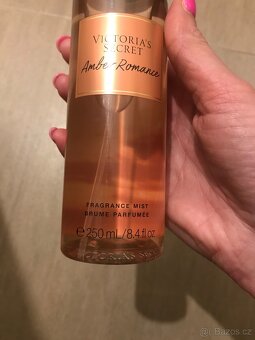 VICTORIA'S
SECRET
Amber Romance
FRAGRANCE MIST
BRUME PARFUMÉE
℮ 250 mL/8.4 fl oz
Bazos.cz